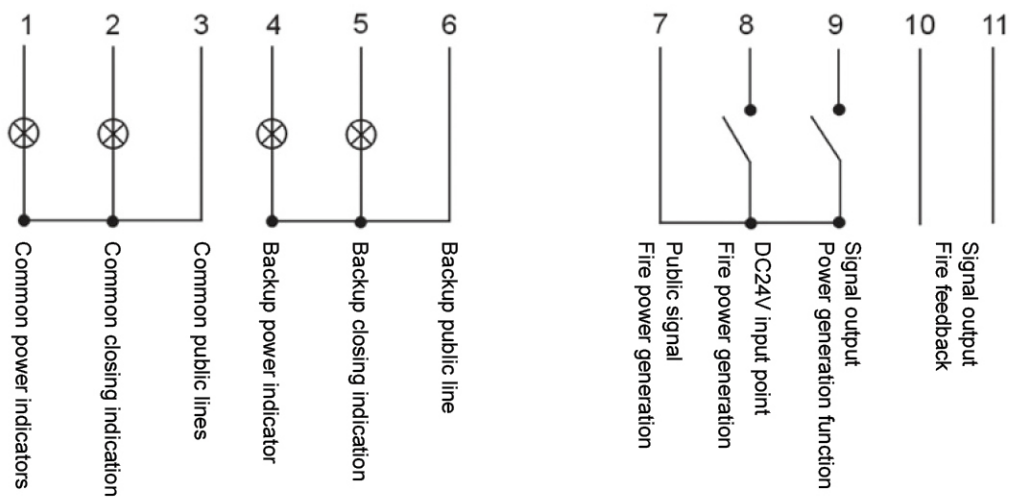 1
2
3
4
5
6
7
8
9
10
11
Common power indicators
Common closing indication
Common public lines
Backup power indicator
Backup closing indication
Backup public line
Public signal
Fire power generation
DC24V input point
Fire power generation
Signal output
Power generation function
Signal output
Fire feedback